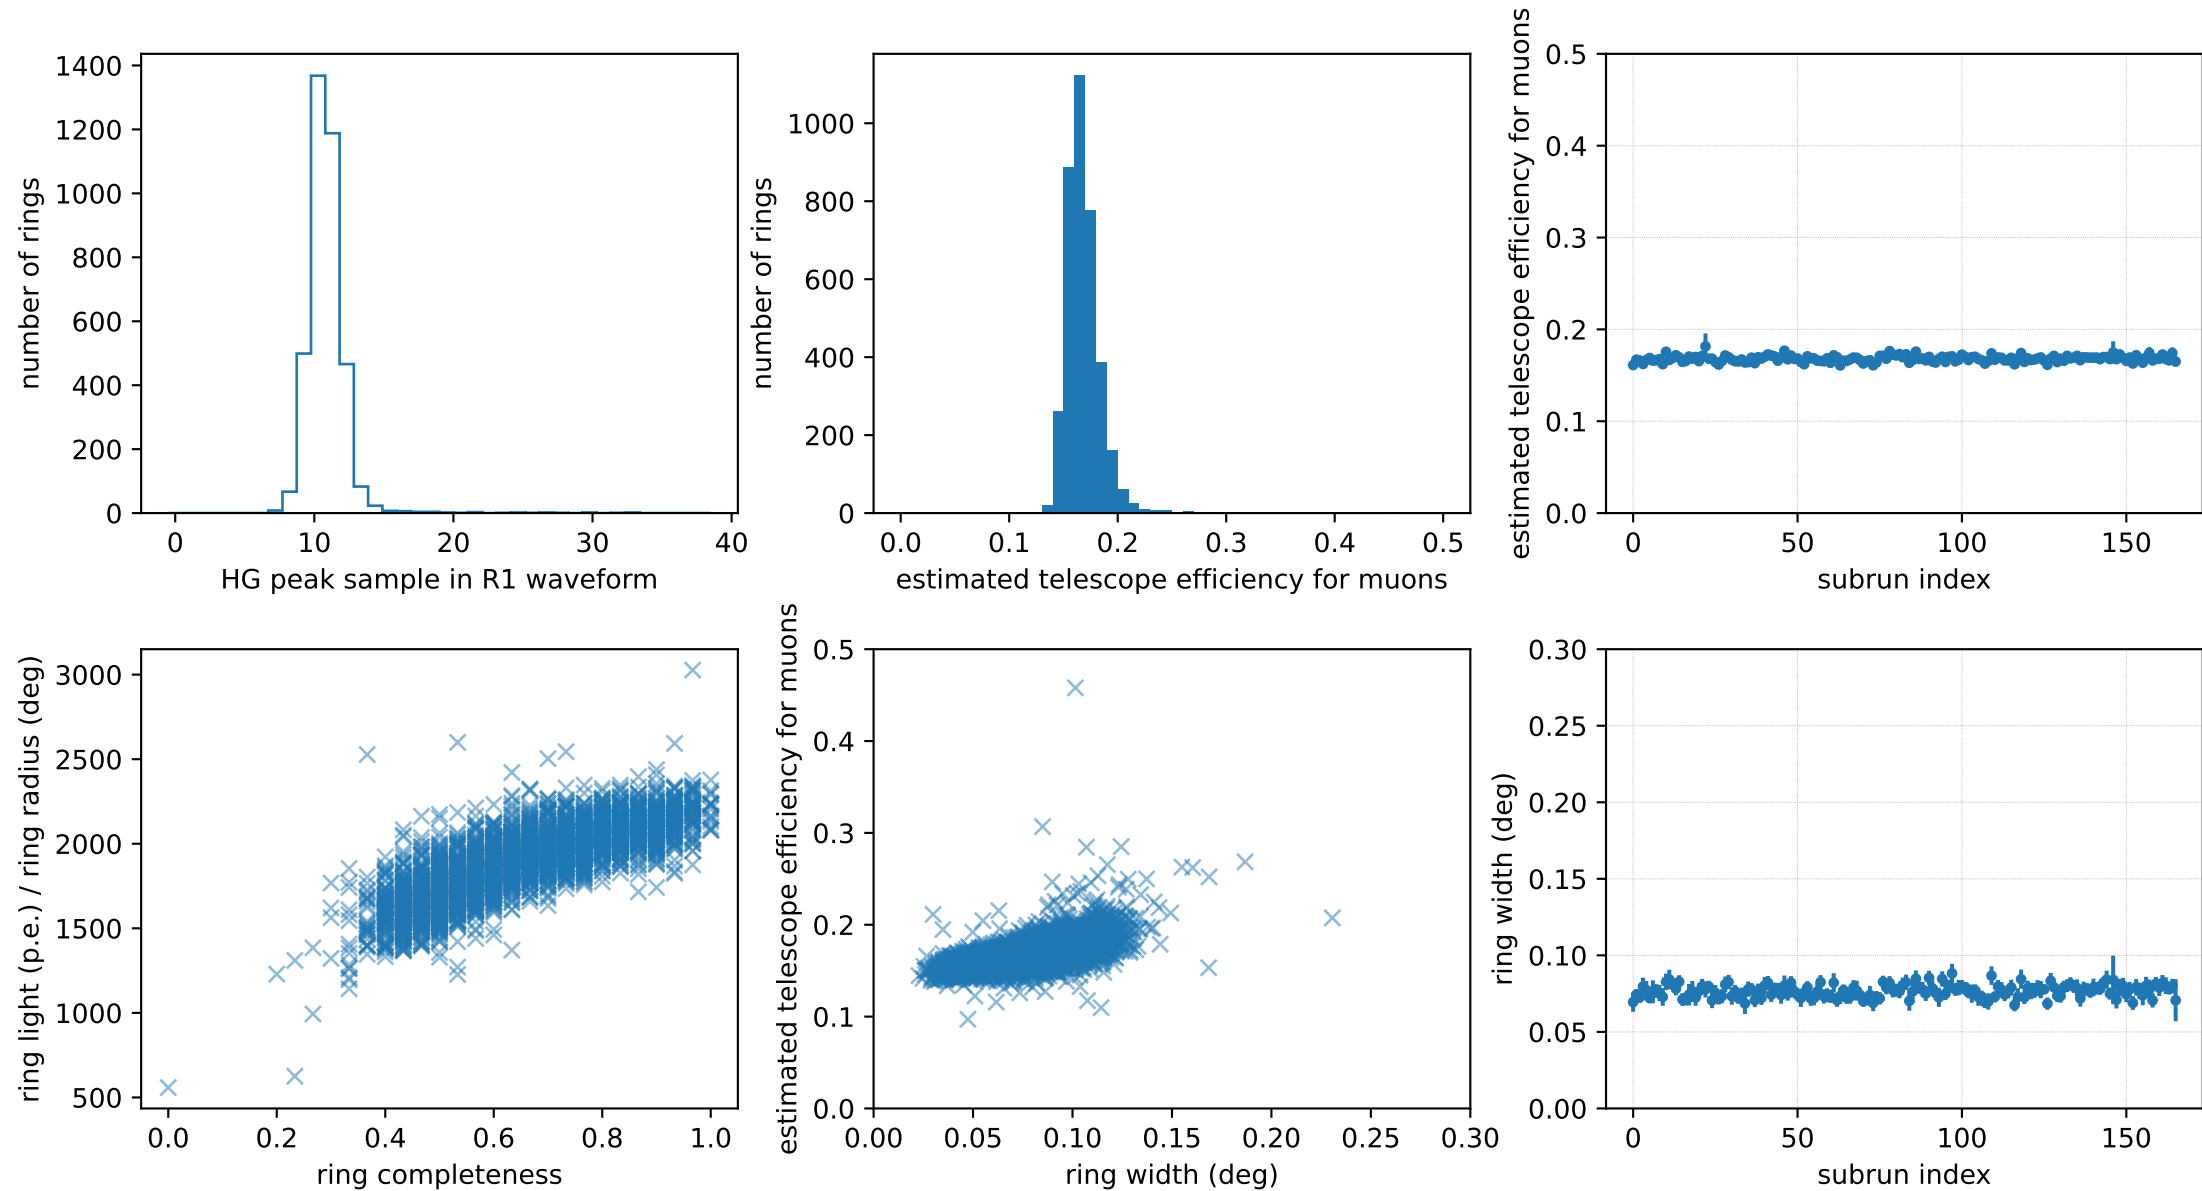 1400
1200
1000
800
600
400
200
0
number of rings
0 10 20 30 40
HG peak sample in R1 waveform
1000
800
600
400
200
0
number of rings
0.0 0.1 0.2 0.3 0.4 0.5
estimated telescope efficiency for muons
0.5
0.4
0.3
0.2
0.1
0.0
estimated telescope efficiency for muons
0 50 100 150
subrun index
3000
2500
2000
1500
1000
500
ring light (p.e.) / ring radius (deg)
0.0 0.2 0.4 0.6 0.8 1.0
ring completeness
0.5
0.4
0.3
0.2
0.1
0.0
estimated telescope efficiency for muons
0.00 0.05 0.10 0.15 0.20 0.25 0.30
ring width (deg)
0.30
0.25
0.20
0.15
0.10
0.05
0.00
ring width (deg)
0 50 100 150
subrun index